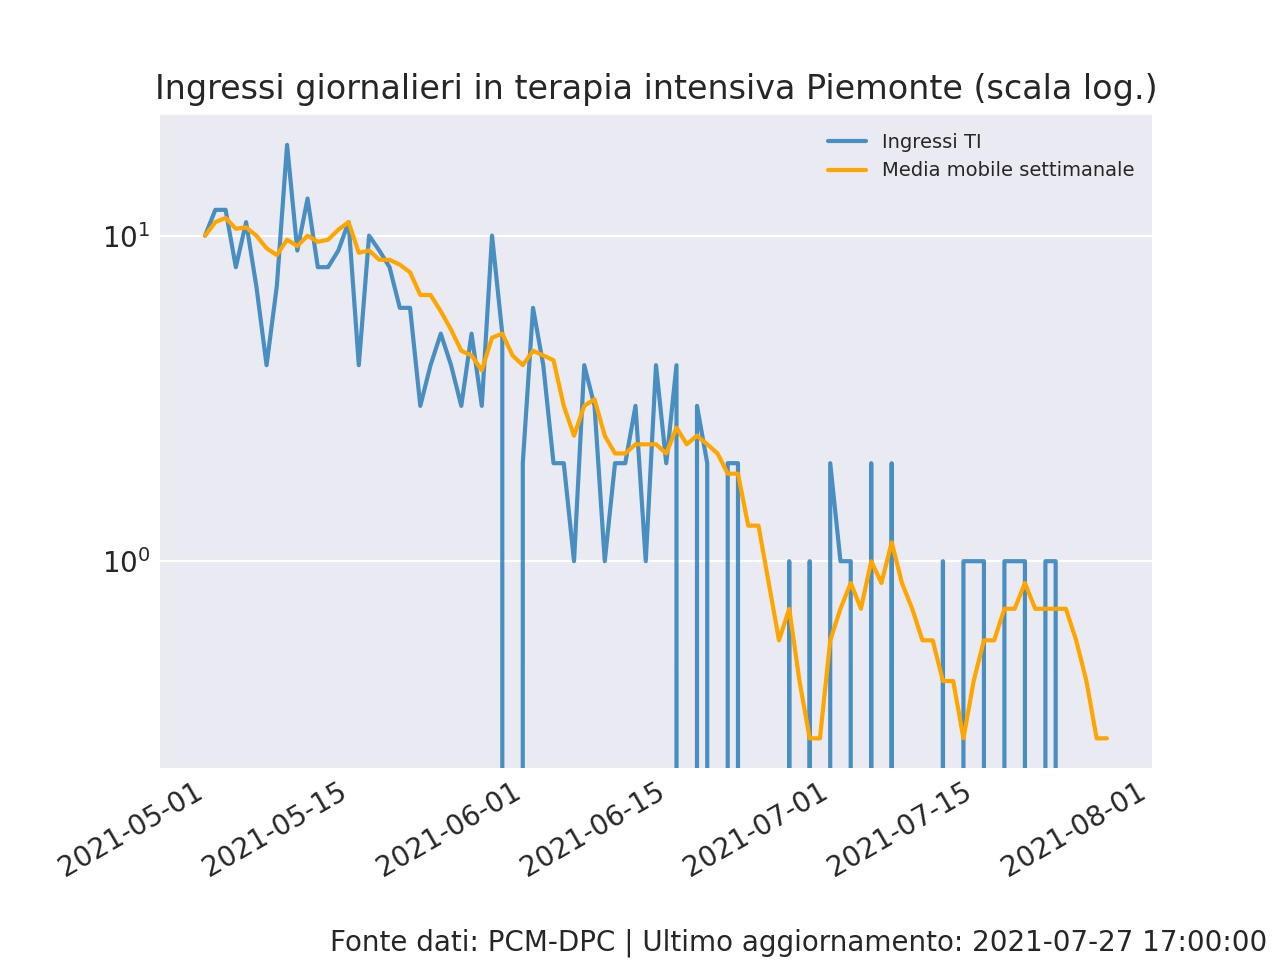 Ingressi giornalieri in terapia intensiva Piemonte (scala log.)
Ingressi TI
Media mobile settimanale
10¹
10⁰
2021-05-01
2021-05-15
2021-06-01
2021-06-15
2021-07-01
2021-07-15
2021-08-01
Fonte dati: PCM-DPC | Ultimo aggiornamento: 2021-07-27 17:00:00